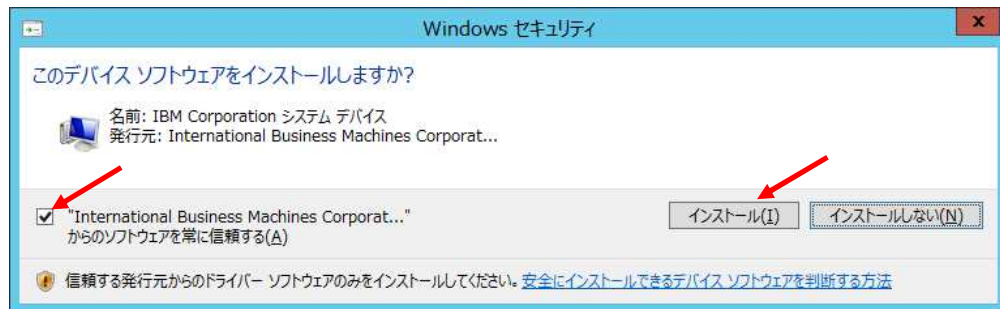 Windows セキュリティ
x
このデバイス ソフトウェアをインストールしますか?
名前: IBM Corporation システム デバイス
発行元: International Business Machines Corporat...
"International Business Machines Corporat..."
からのソフトウェアを常に信頼する(A)
インストール(I)
インストールしない(N)
信頼する発行元からのドライバー ソフトウェアのみをインストールしてください。安全にインストールできるデバイス ソフトウェアを判断する方法